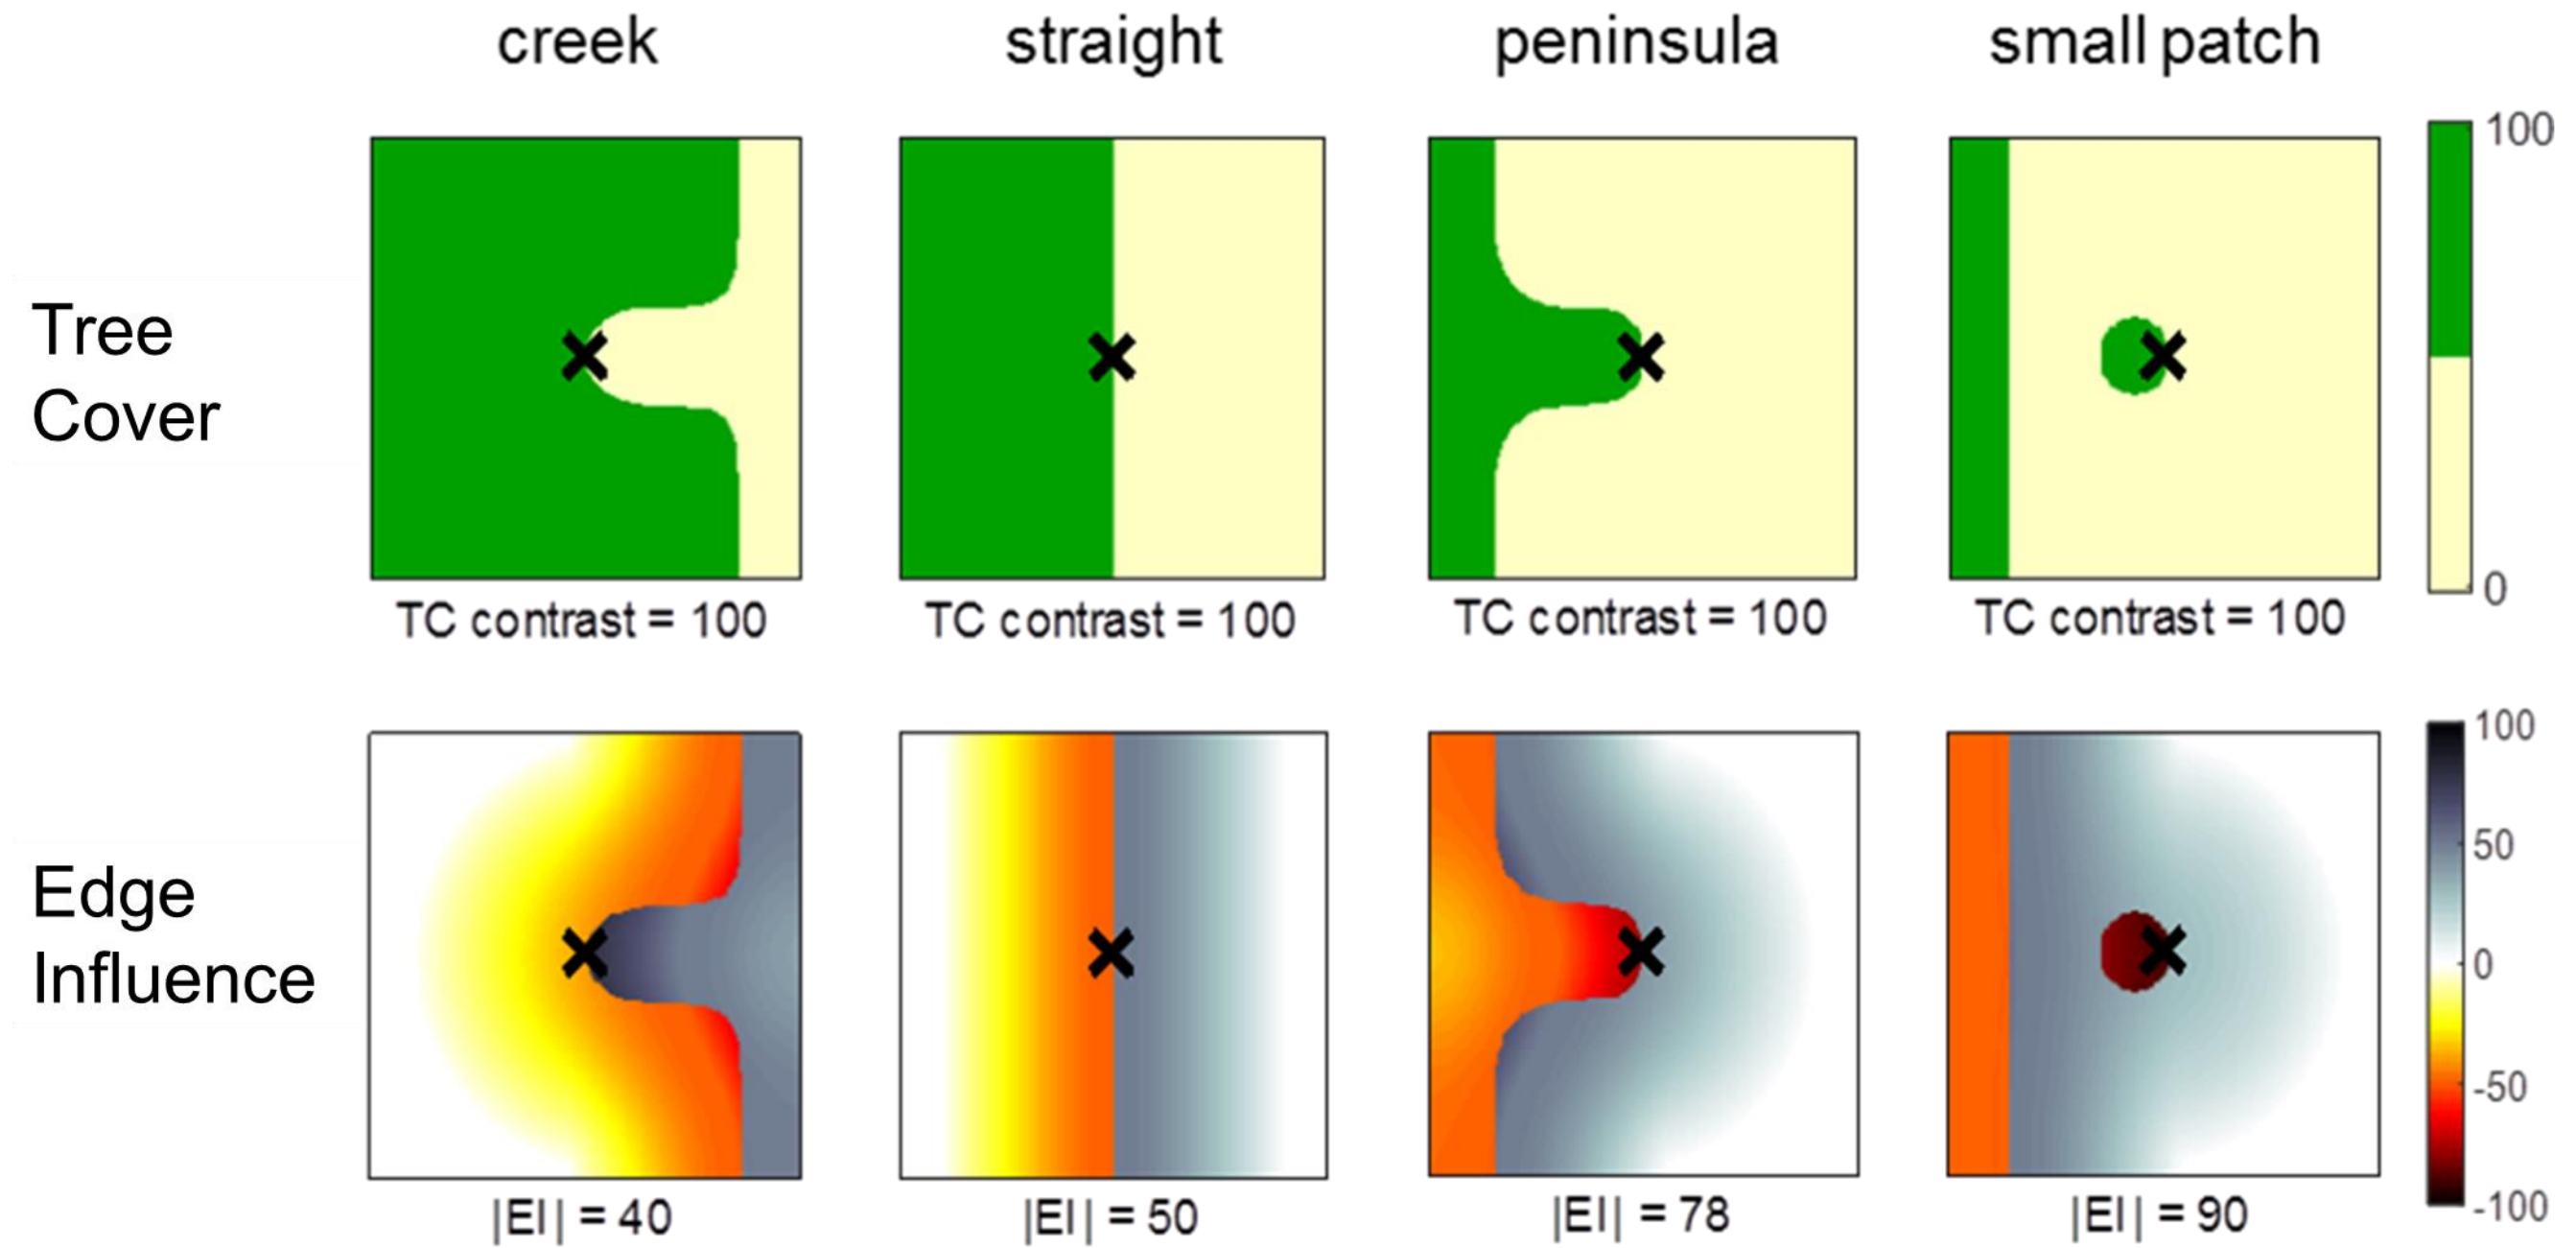 creek straight peninsula small patch
Tree
Cover
100
0
TC contrast = 100 TC contrast = 100 TC contrast = 100 TC contrast = 100
Edge
Influence
100
50
0
-50
-100
|EI| = 40 |EI| = 50 |EI| = 78 |EI| = 90